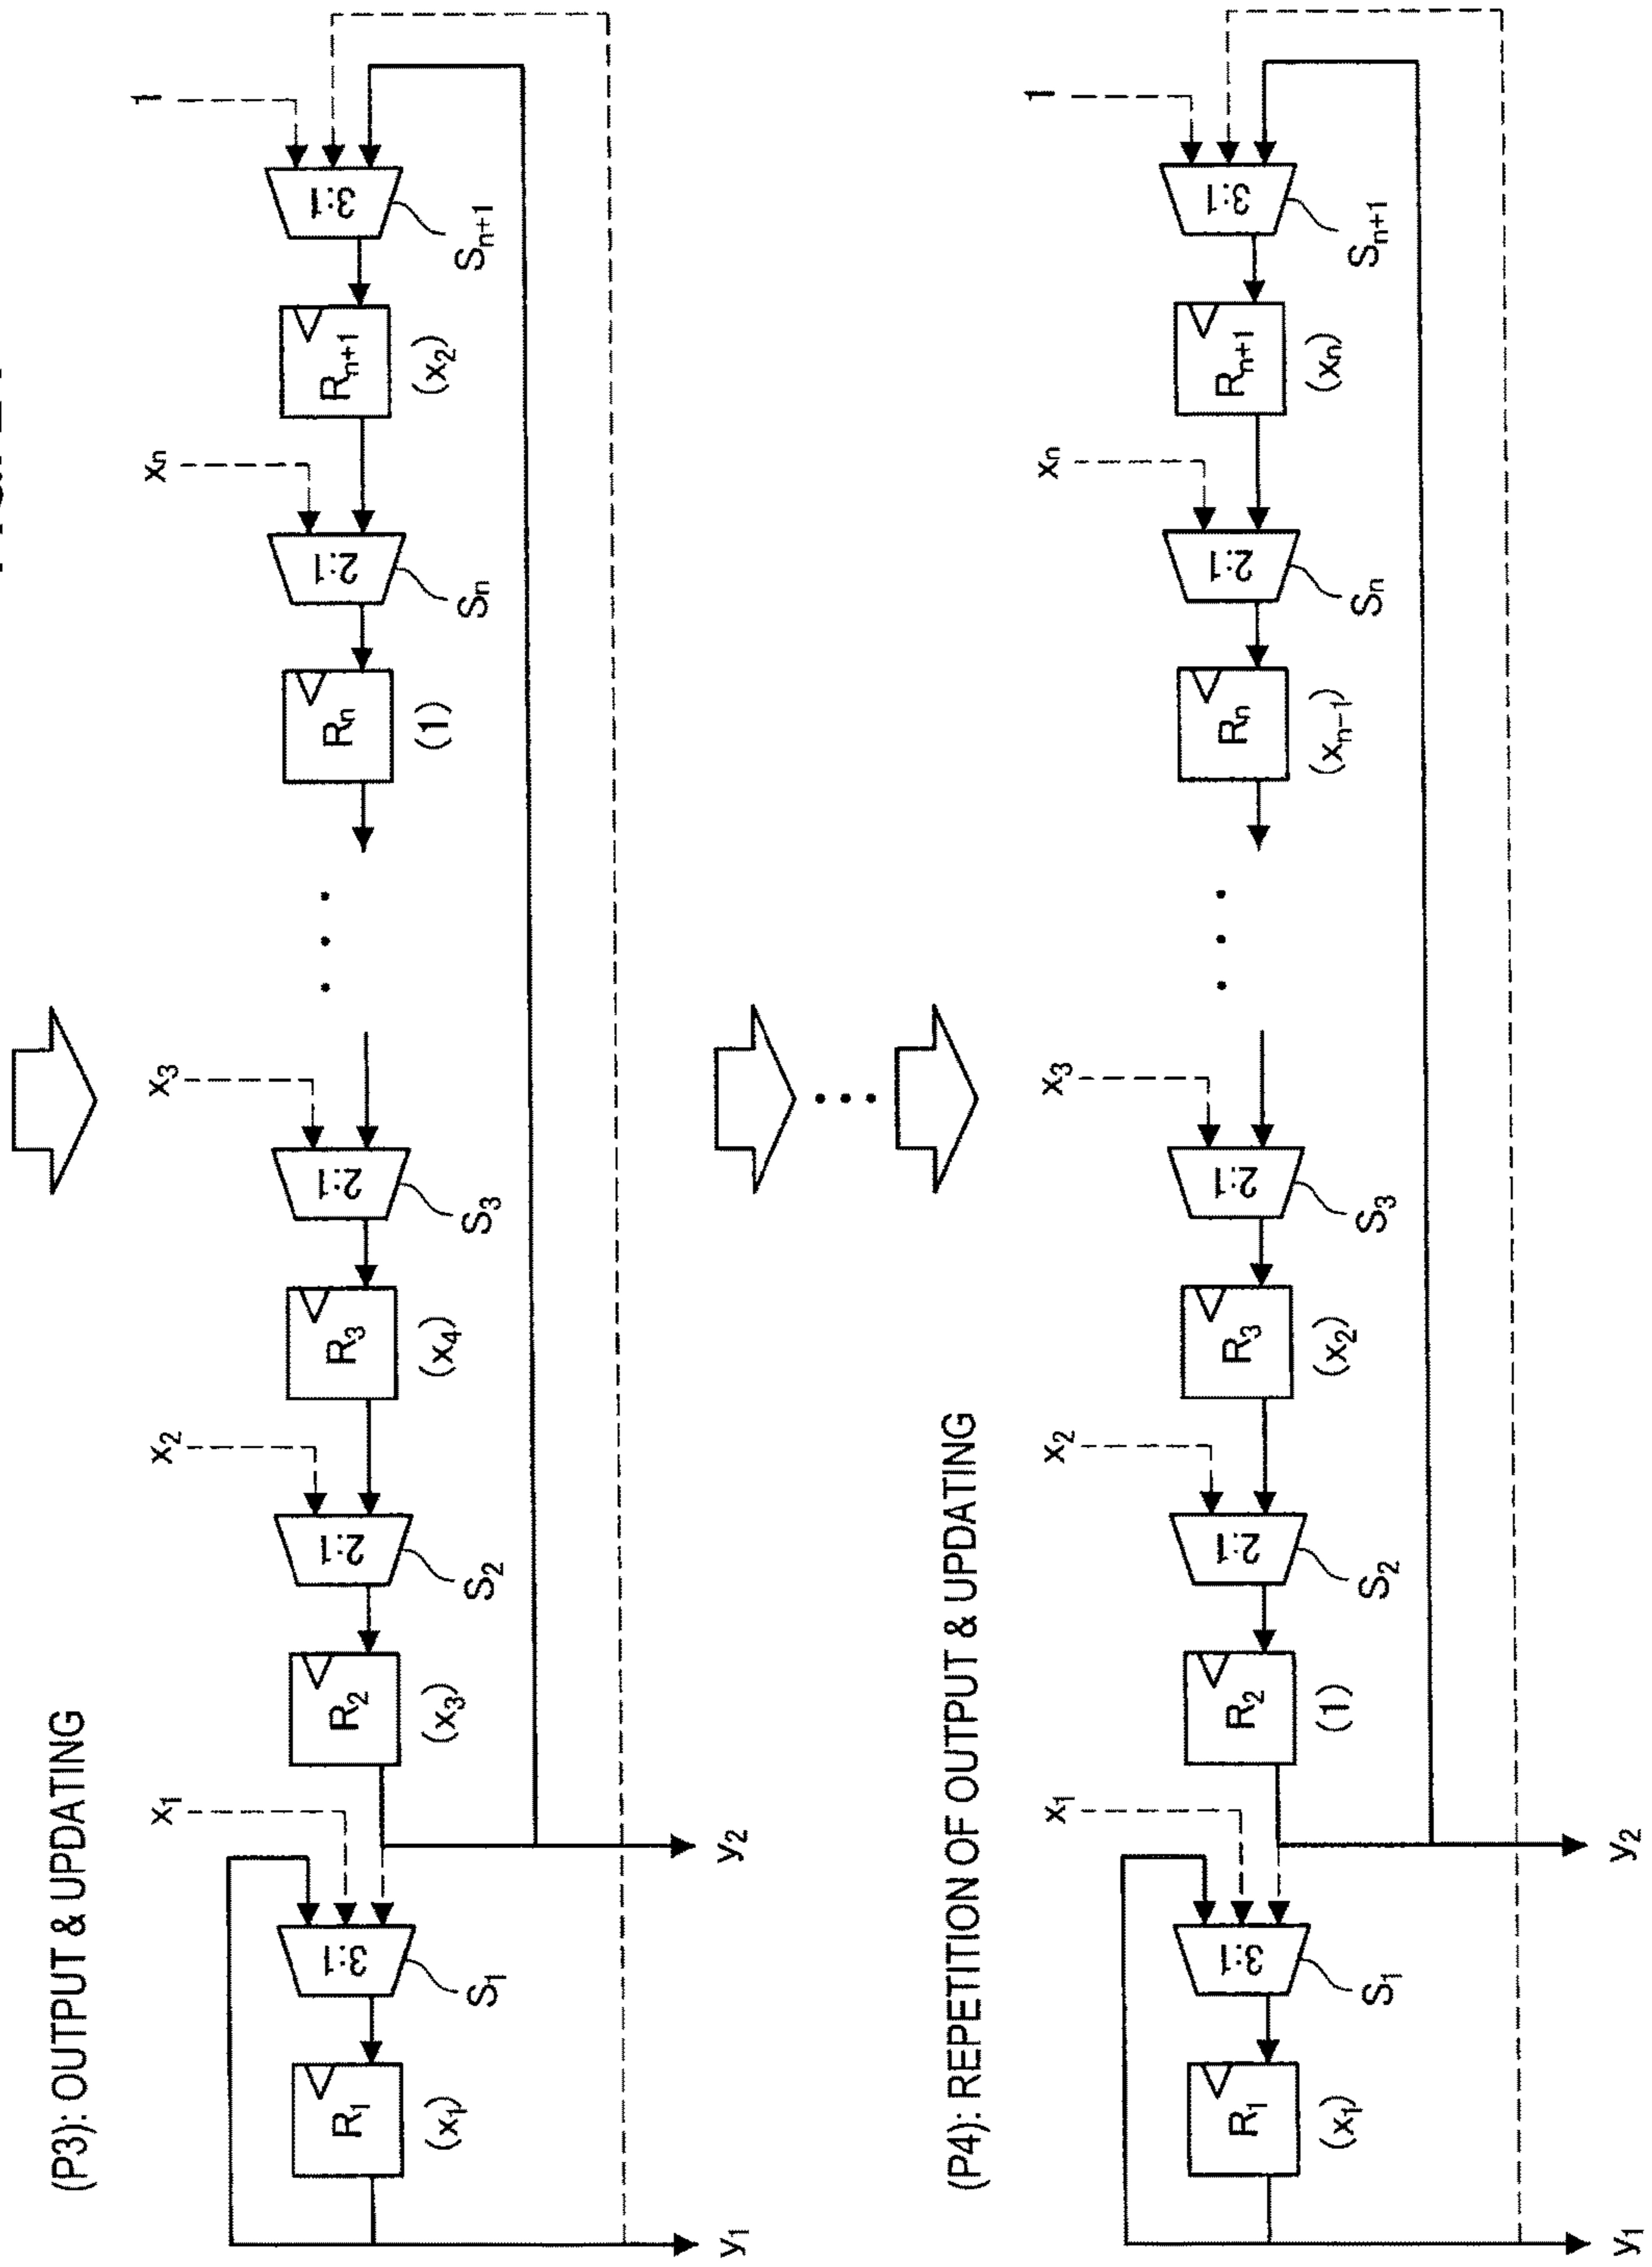 (P3): OUTPUT & UPDATING
x₁ x₂ x₃ xₙ 1
R₁ 3:1 R₂ 2:1 R₃ 2:1 Rₙ 2:1 Rₙ₊₁ 3:1
(x₁) S₁ (x₃) S₂ (x₄) S₃ (1) Sₙ (x₂) Sₙ₊₁
y₁ y₂
(P4): REPETITION OF OUTPUT & UPDATING
x₁ x₂ x₃ xₙ 1
R₁ 3:1 R₂ 2:1 R₃ 2:1 Rₙ 2:1 Rₙ₊₁ 3:1
(x₁) S₁ (1) S₂ (x₂) S₃ (xₙ₋₁) Sₙ (xₙ) Sₙ₊₁
y₁ y₂